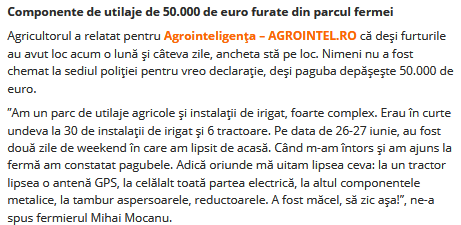 Componente de utilaje de 50.000 de euro furate din parcul fermei
Agricultorul a relatat pentru Agrointeligența – AGROINTEL.RO că deși furturile
au avut loc acum o lună și câteva zile, ancheta stă pe loc. Nimeni nu a fost
chemat la sediul poliției pentru vreo declarație, deși paguba depășește 50.000 de
euro.
”Am un parc de utilaje agricole și instalații de irigat, foarte complex. Erau în curte
undeva la 30 de instalații de irigat și 6 tractoare. Pe data de 26-27 iunie, au fost
două zile de weekend în care am lipsit de acasă. Când m-am întors și am ajuns la
fermă am constatat pagubele. Adică oriunde mă uitam lipsea ceva: la un tractor
lipsea o antenă GPS, la celălalt toată partea electrică, la altul componentele
metalice, la tambur aspersoarele, reductoarele. A fost măcel, să zic așa!”, ne-a
spus fermierul Mihai Mocanu.